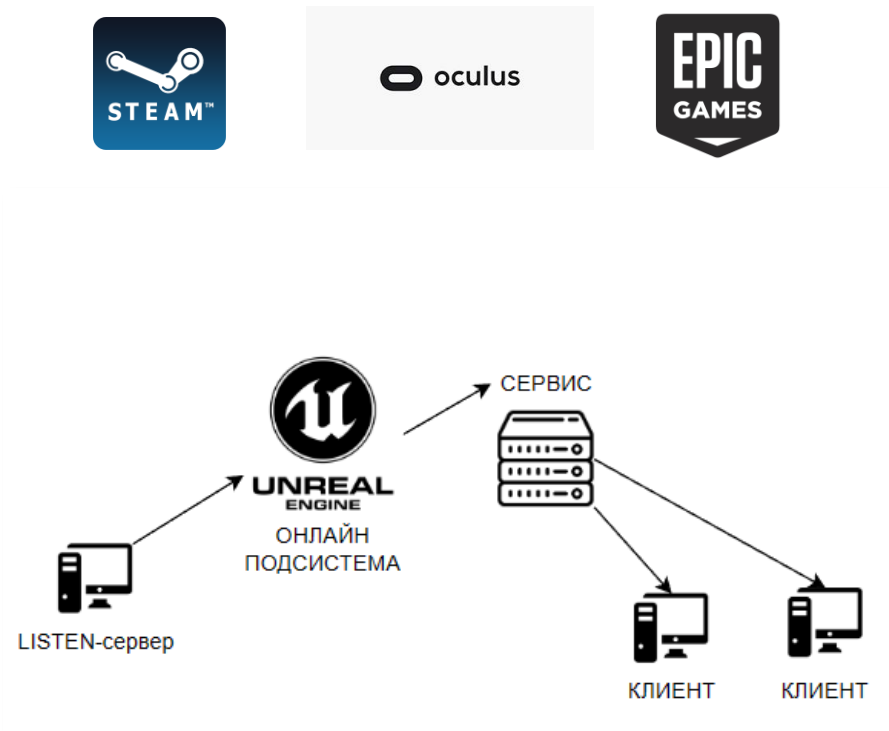 STEAM™
oculus
EPIC
GAMES
СЕРВИС
UNREAL
ENGINE
ОНЛАЙН
ПОДСИСТЕМА
LISTEN-сервер
КЛИЕНТ
КЛИЕНТ